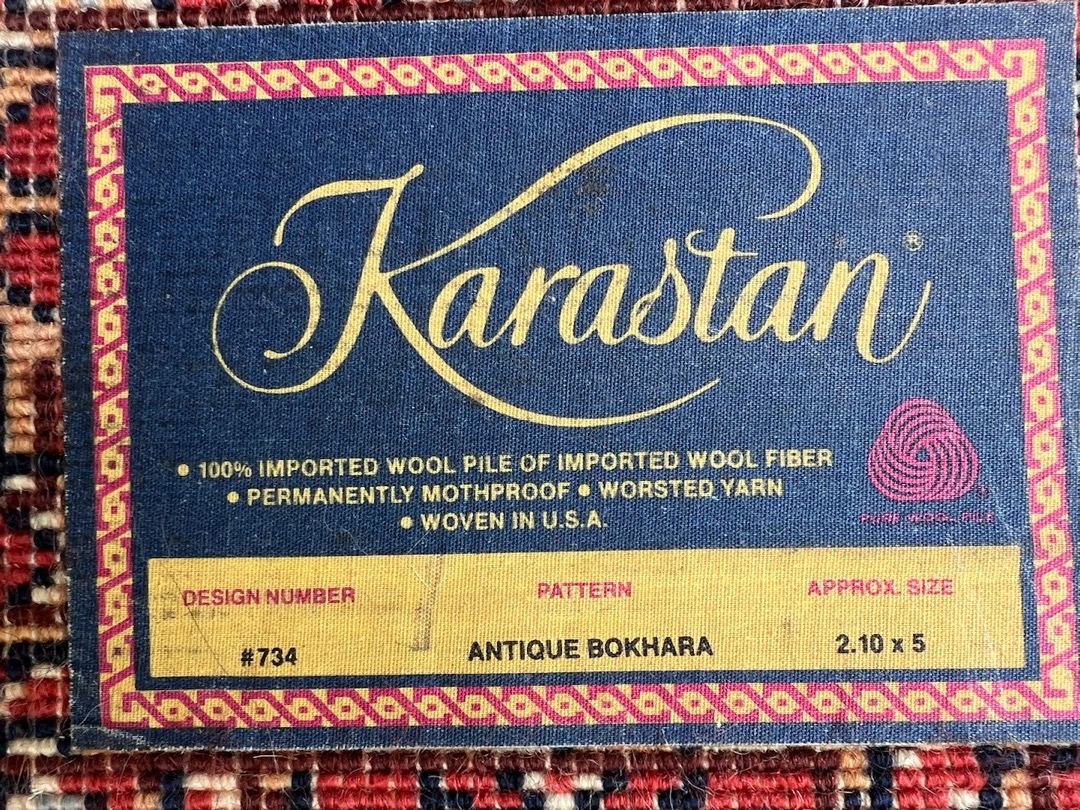 Karastan®
• 100% IMPORTED WOOL PILE OF IMPORTED WOOL FIBER
• PERMANENTLY MOTHPROOF • WORSTED YARN
• WOVEN IN U.S.A.
PURE WOOL PILE
DESIGN NUMBER PATTERN APPROX. SIZE
#734 ANTIQUE BOKHARA 2.10 x 5